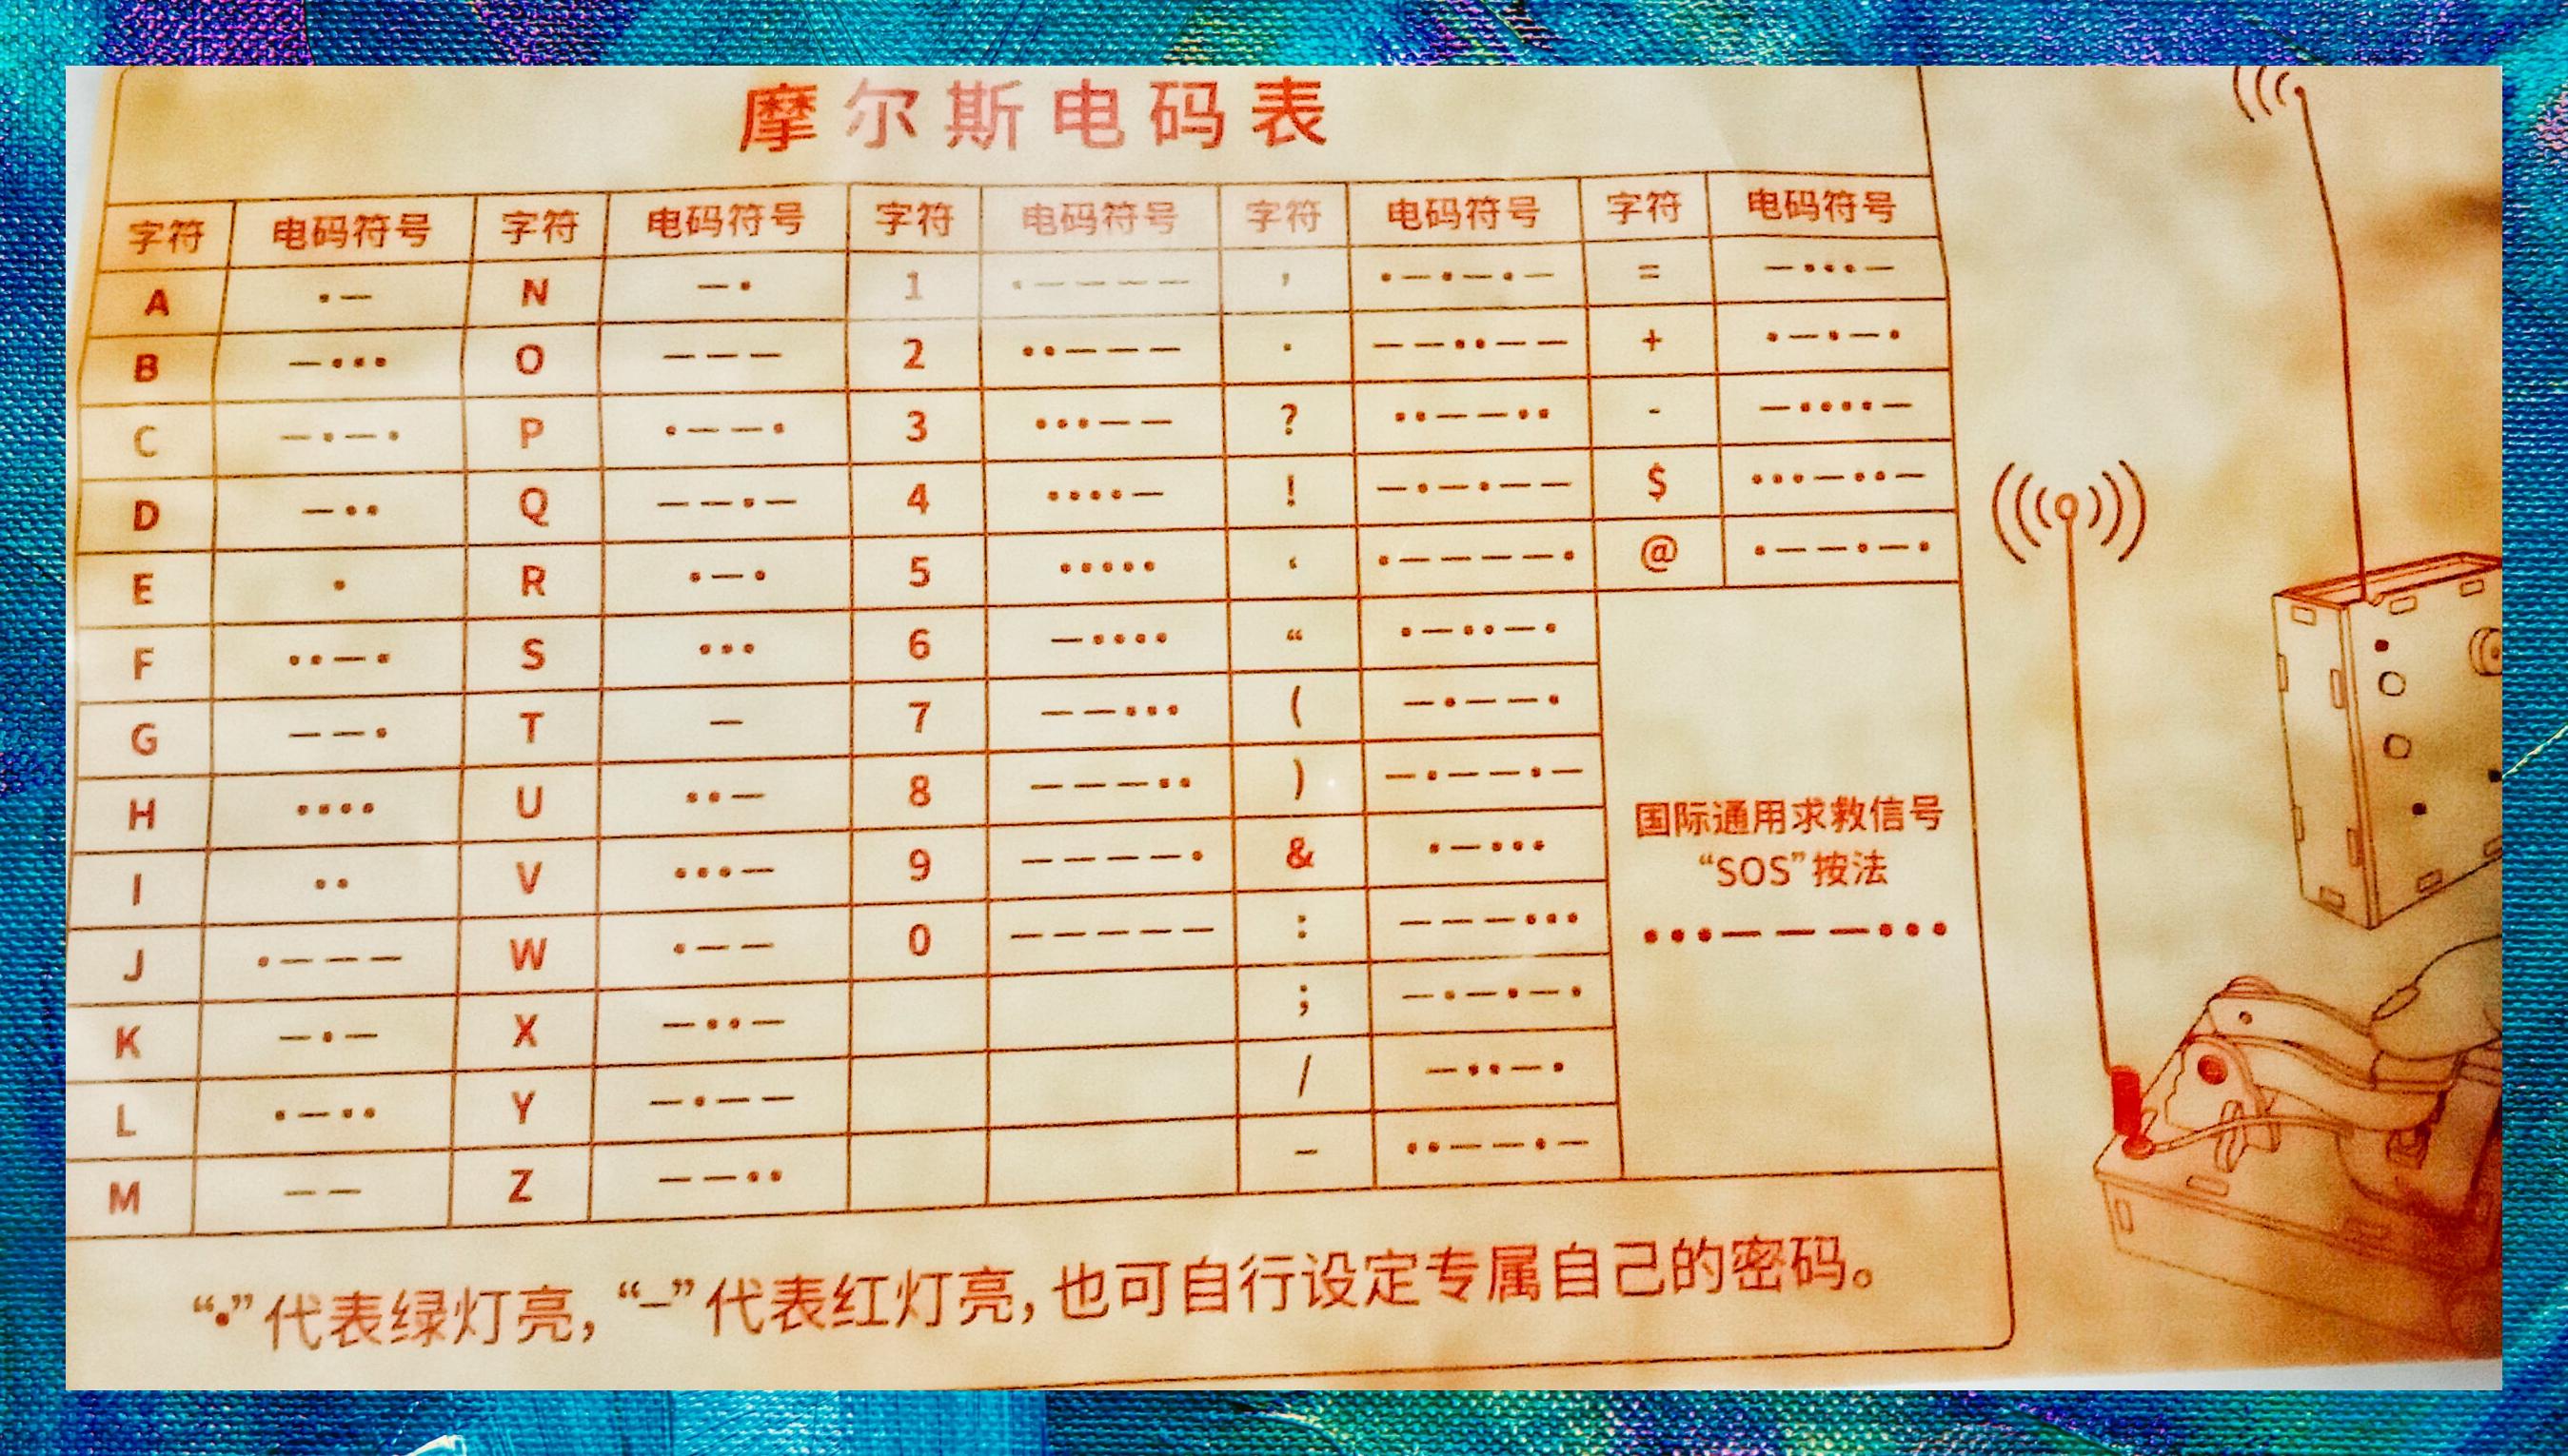 摩尔斯电码表
字符 电码符号 字符 电码符号 字符 电码符号 字符 电码符号 字符 电码符号
A •— N —• 1 •———— , •—•—•— = —•••—
B —••• O ——— 2 ••——— · ——••—— + •—•—•
C —•—• P •——• 3 •••—— ? ••——•• - —••••—
D —•• Q ——•— 4 ••••— ! —•—•—— $ •••—••—
E • R •—• 5 ••••• ‘ •————• @ •——•—•
F ••—• S ••• 6 —•••• “ •—••—•
G ——• T — 7 ——••• ( —•——•
H •••• U ••— 8 ———•• ) —•——•—
I •• V •••— 9 ————• & •—•••
J •——— W •—— 0 ————— : ———•••
K —•— X —••— ; —•—•—•
L •—•• Y —•—— / —••—•
M —— Z ——•• – ••——•—
国际通用求救信号
“SOS”按法
•••———•••
“•”代表绿灯亮,“–”代表红灯亮,也可自行设定专属自己的密码。